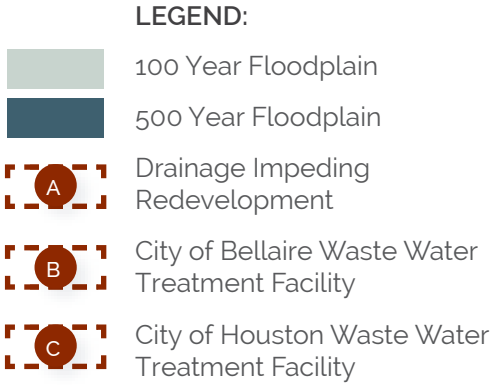 LEGEND:
100 Year Floodplain
500 Year Floodplain
A
Drainage Impeding
Redevelopment
B
City of Bellaire Waste Water
Treatment Facility
C
City of Houston Waste Water
Treatment Facility